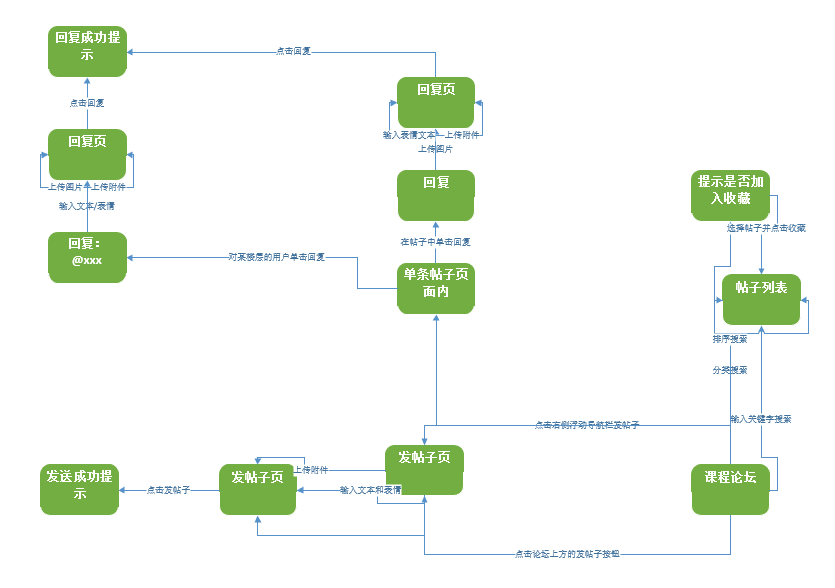 回复成功提
示
点击回复
回复页
点击回复
输入表情文本
上传附件
上传图片
回复页
上传图片
上传附件
输入文本/表情
回复
提示是否加
入收藏
选择帖子并点击收藏
在帖子中单击回复
回复：
@xxx
对某楼层的用户单击回复
单条帖子页
面内
帖子列表
排序搜索
分类搜索
输入关键字搜索
点击右侧浮动导航栏发帖子
发送成功提
示
点击发帖子
发帖子页
上传附件
输入文本和表情
发帖子页
课程论坛
点击论坛上方的发帖子按钮